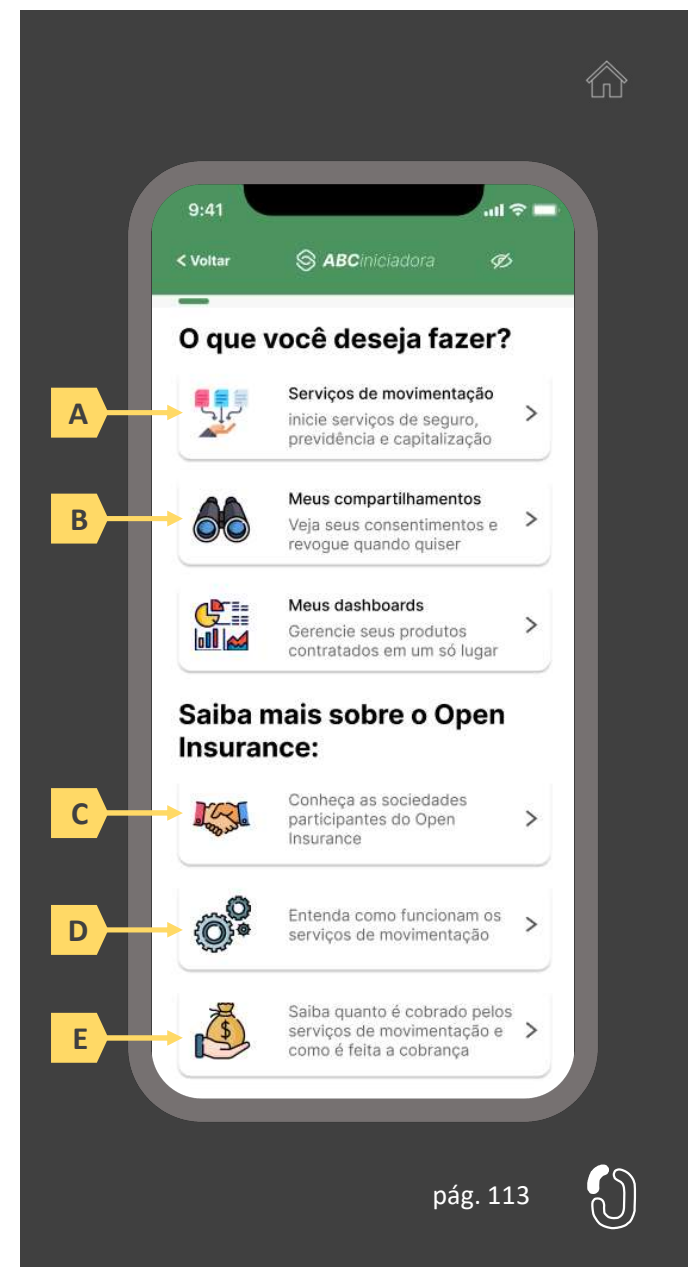 9:41
< Voltar
ABCiniciadora
O que você deseja fazer?
A
Serviços de movimentação
inicie serviços de seguro,
previdência e capitalização
B
Meus compartilhamentos
Veja seus consentimentos e
revogue quando quiser
Meus dashboards
Gerencie seus produtos
contratados em um só lugar
Saiba mais sobre o Open
Insurance:
C
Conheça as sociedades
participantes do Open
Insurance
D
Entenda como funcionam os
serviços de movimentação
E
$
Saiba quanto é cobrado pelos
serviços de movimentação e
como é feita a cobrança
pág. 113